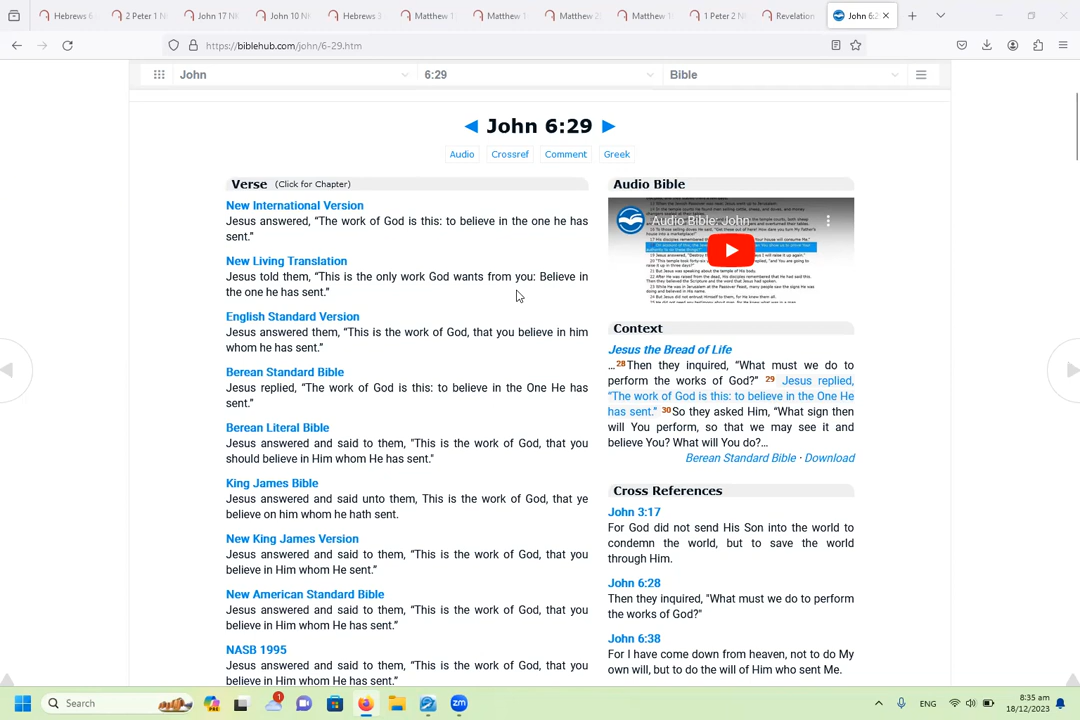 Hebrews 6
2 Peter 1 N
John 17 NI
John 10 NI
Hebrews 3
Matthew 1
Matthew 1
Matthew 2
Matthew 1
1 Peter 2 N
Revelation
John 6:2
https://biblehub.com/john/6-29.htm
John
6:29
Bible
John 6:29
Audio
Crossref
Comment
Greek
Verse (Click for Chapter)
New International Version
Jesus answered, “The work of God is this: to believe in the one he has
sent.”
New Living Translation
Jesus told them, “This is the only work God wants from you: Believe in
the one he has sent.”
English Standard Version
Jesus answered them, “This is the work of God, that you believe in him
whom he has sent.”
Berean Standard Bible
Jesus replied, “The work of God is this: to believe in the One He has
sent.”
Berean Literal Bible
Jesus answered and said to them, "This is the work of God, that you
should believe in Him whom He has sent."
King James Bible
Jesus answered and said unto them, This is the work of God, that ye
believe on him whom he hath sent.
New King James Version
Jesus answered and said to them, “This is the work of God, that you
believe in Him whom He sent.”
New American Standard Bible
Jesus answered and said to them, “This is the work of God, that you
believe in Him whom He has sent.”
NASB 1995
Jesus answered and said to them, “This is the work of God, that you
believe in Him whom He has sent.”
Audio Bible
Audio Bible: John
Context
Jesus the Bread of Life
…28Then they inquired, “What must we do to
perform the works of God?” 29 Jesus replied,
“The work of God is this: to believe in the One He
has sent.” 30So they asked Him, “What sign then
will You perform, so that we may see it and
believe You? What will You do?…
Berean Standard Bible · Download
Cross References
John 3:17
For God did not send His Son into the world to
condemn the world, but to save the world
through Him.
John 6:28
Then they inquired, "What must we do to perform
the works of God?"
John 6:38
For I have come down from heaven, not to do My
own will, but to do the will of Him who sent Me.
Search
PRE
1
zm
ENG
8:35 am
18/12/2023